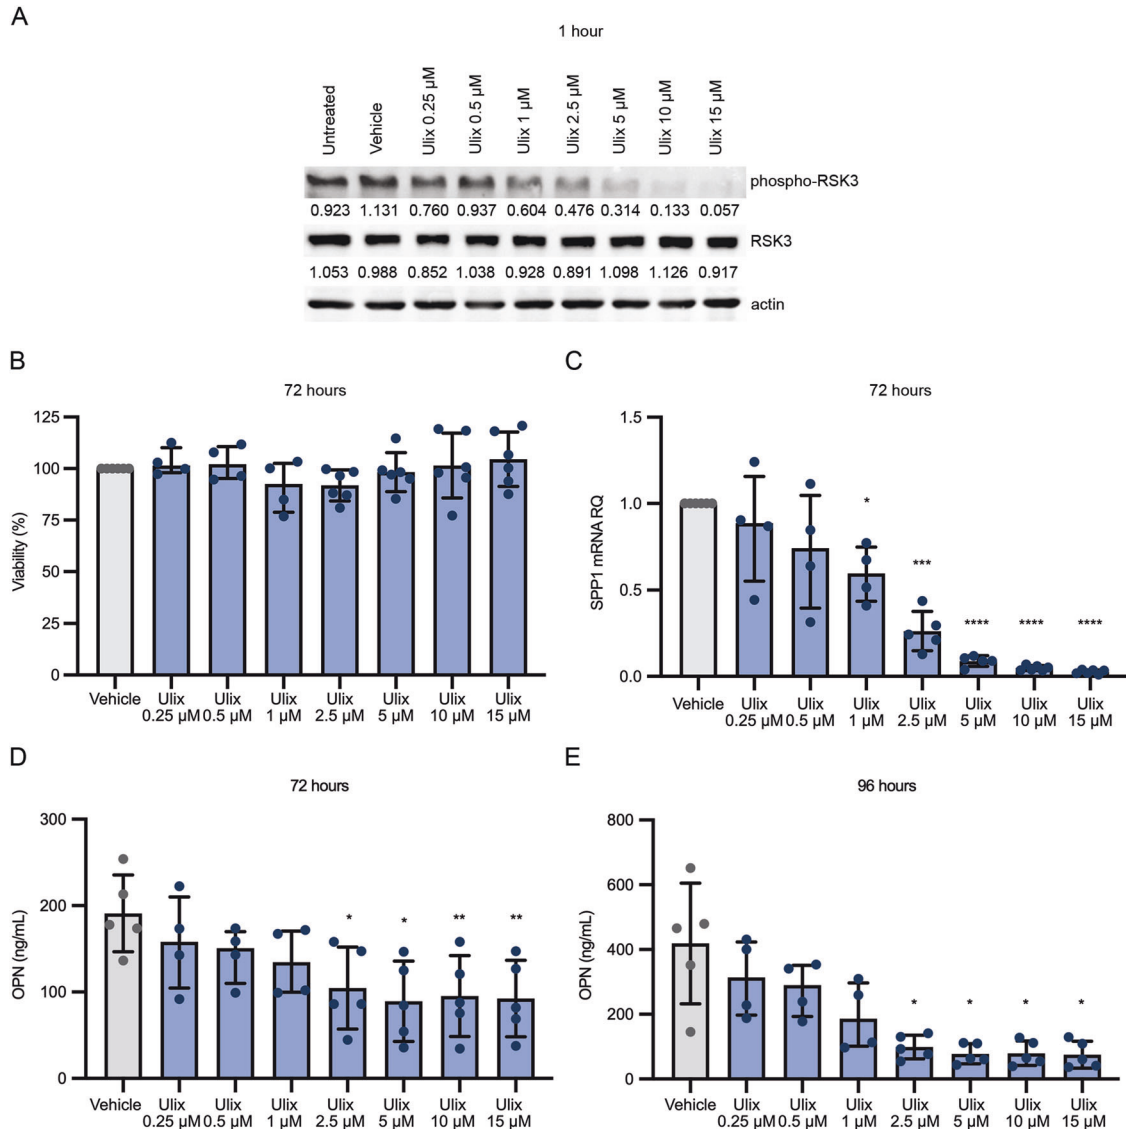 A
1 hour
Untreated
Vehicle
Ulix 0.25 µM
Ulix 0.5 µM
Ulix 1 µM
Ulix 2.5 µM
Ulix 5 µM
Ulix 10 µM
Ulix 15 µM
phospho-RSK3
0.923 1.131 0.760 0.937 0.604 0.476 0.314 0.133 0.057
RSK3
1.053 0.988 0.852 1.038 0.928 0.891 1.098 1.126 0.917
actin
B
72 hours
Viability (%)
125
100
75
50
25
0
Vehicle Ulix Ulix Ulix Ulix Ulix Ulix Ulix
0.25 µM 0.5 µM 1 µM 2.5 µM 5 µM 10 µM 15 µM
C
72 hours
SPP1 mRNA RQ
1.5
1.0
0.5
0.0
* *** **** **** ****
Vehicle Ulix Ulix Ulix Ulix Ulix Ulix Ulix
0.25 µM 0.5 µM 1 µM 2.5 µM 5 µM 10 µM 15 µM
D
72 hours
OPN (ng/mL)
300
200
100
0
* * ** **
Vehicle Ulix Ulix Ulix Ulix Ulix Ulix Ulix
0.25 µM 0.5 µM 1 µM 2.5 µM 5 µM 10 µM 15 µM
E
96 hours
OPN (ng/mL)
800
600
400
200
0
* * * *
Vehicle Ulix Ulix Ulix Ulix Ulix Ulix Ulix
0.25 µM 0.5 µM 1 µM 2.5 µM 5 µM 10 µM 15 µM